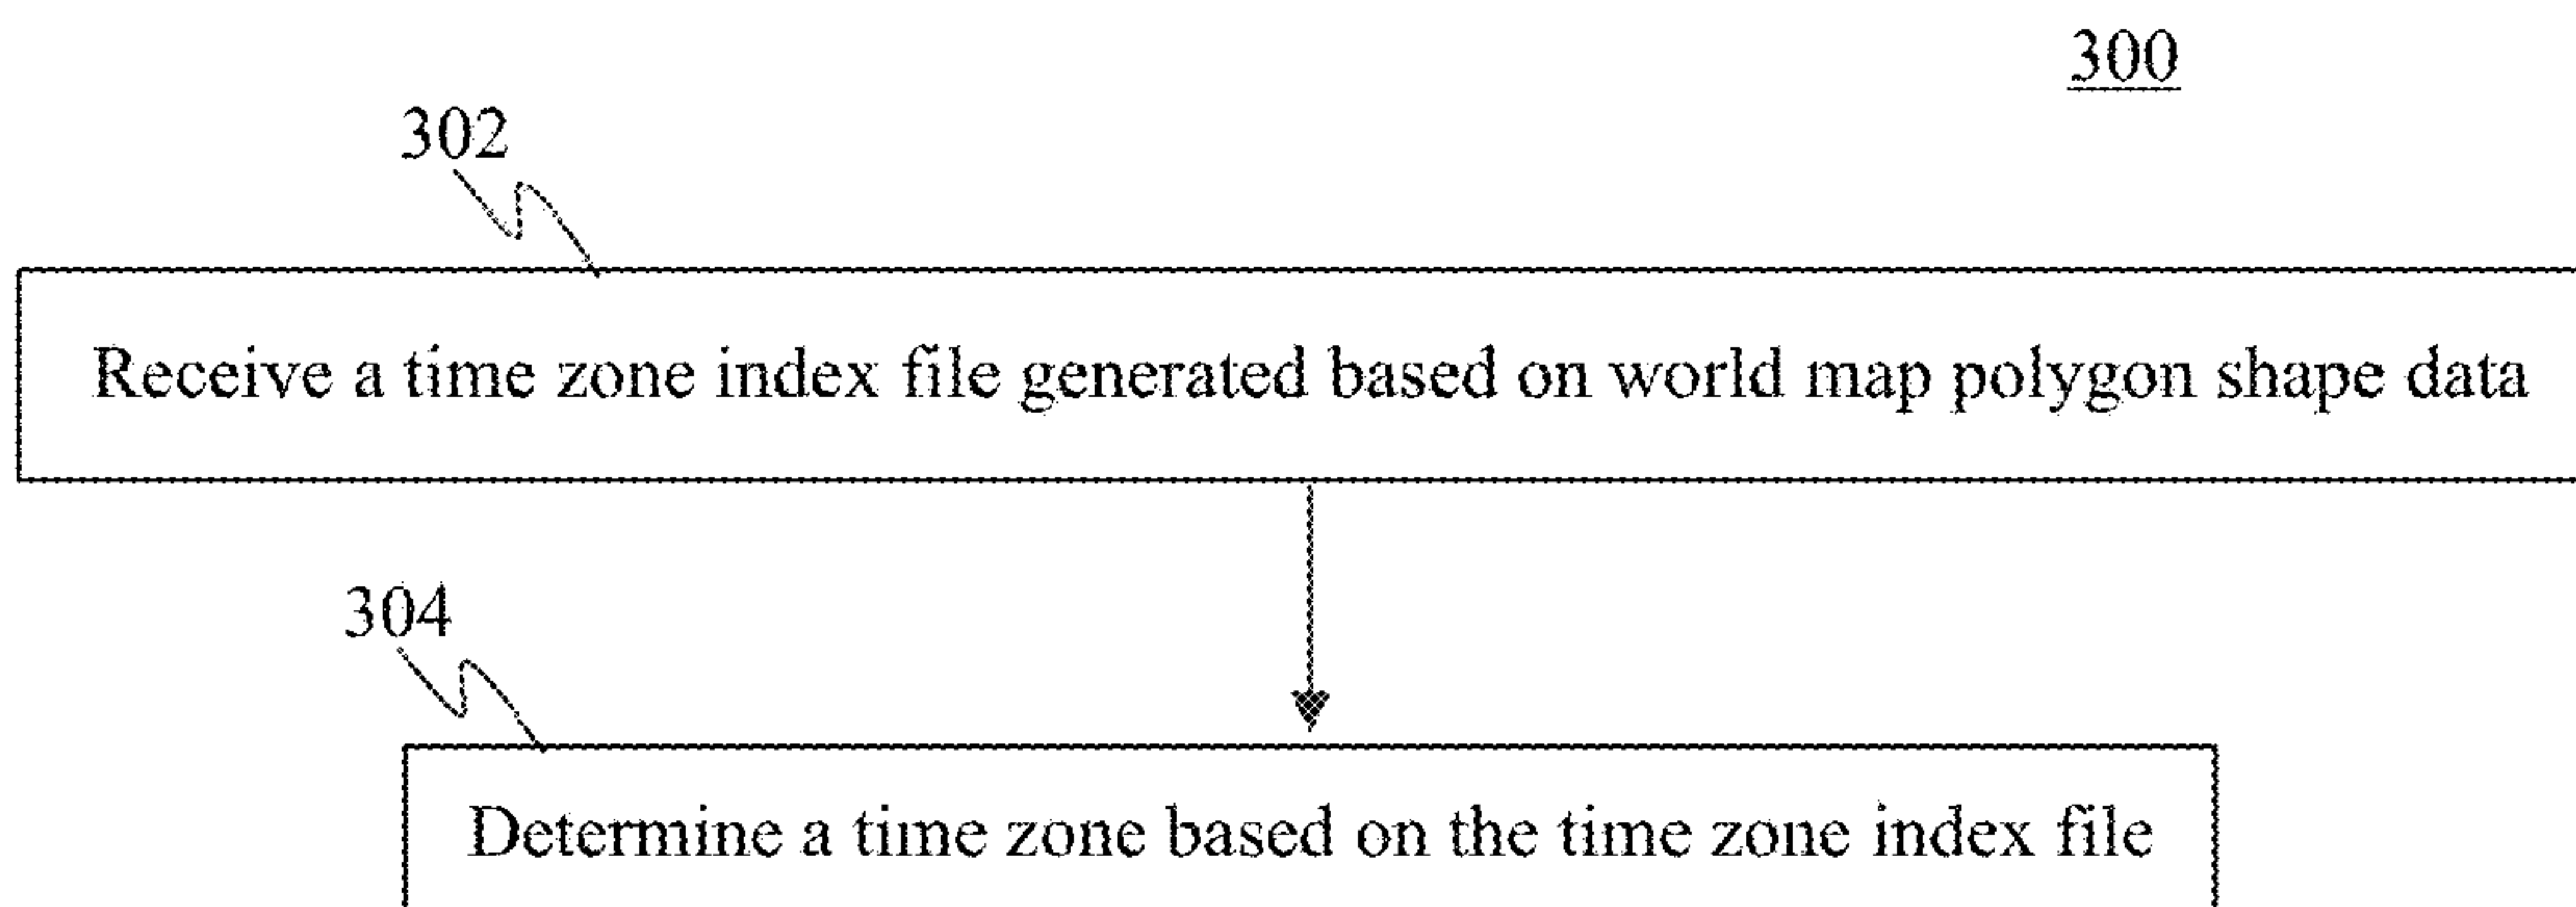 300
302
Receive a time zone index file generated based on world map polygon shape data
304
Determine a time zone based on the time zone index file